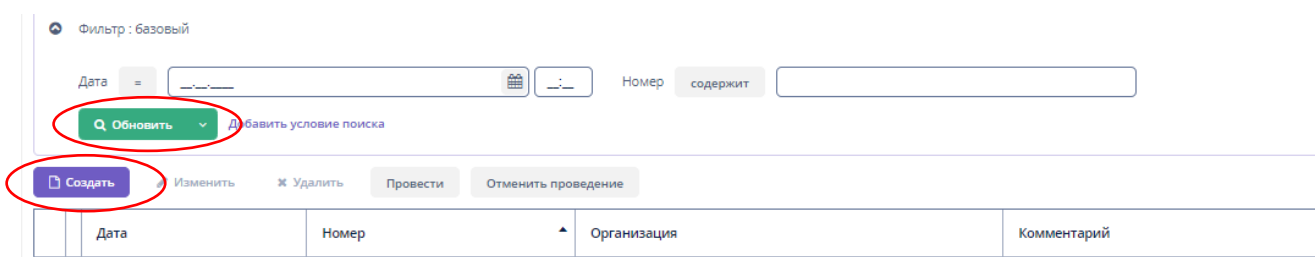 Фильтр : базовый
Дата = __.__.____ __:__ Номер содержит
Обновить Добавить условие поиска
Создать Изменить Удалить Провести Отменить проведение
Дата Номер Организация Комментарий